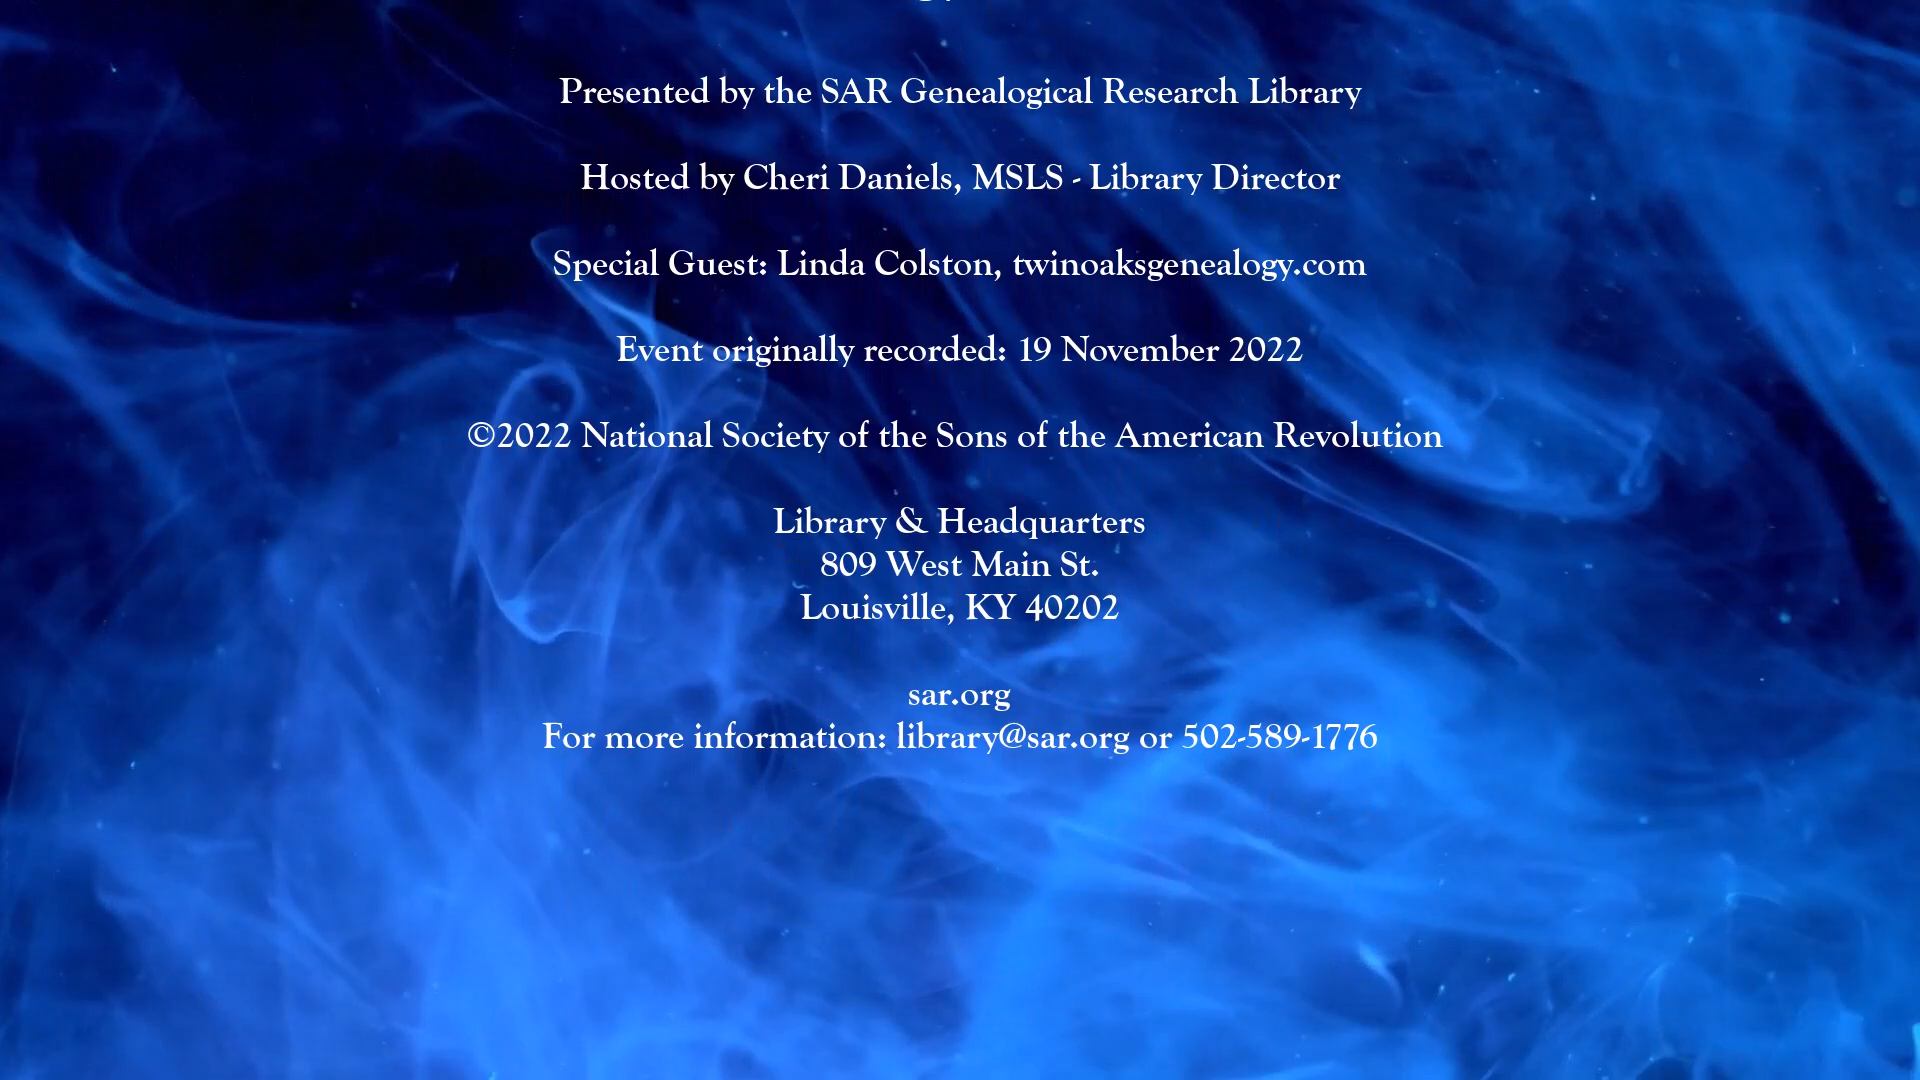 Presented by the SAR Genealogical Research Library
Hosted by Cheri Daniels, MSLS - Library Director
Special Guest: Linda Colston, twinoaksgenealogy.com
Event originally recorded: 19 November 2022
©2022 National Society of the Sons of the American Revolution
Library & Headquarters
809 West Main St.
Louisville, KY 40202
sar.org
For more information: library@sar.org or 502-589-1776